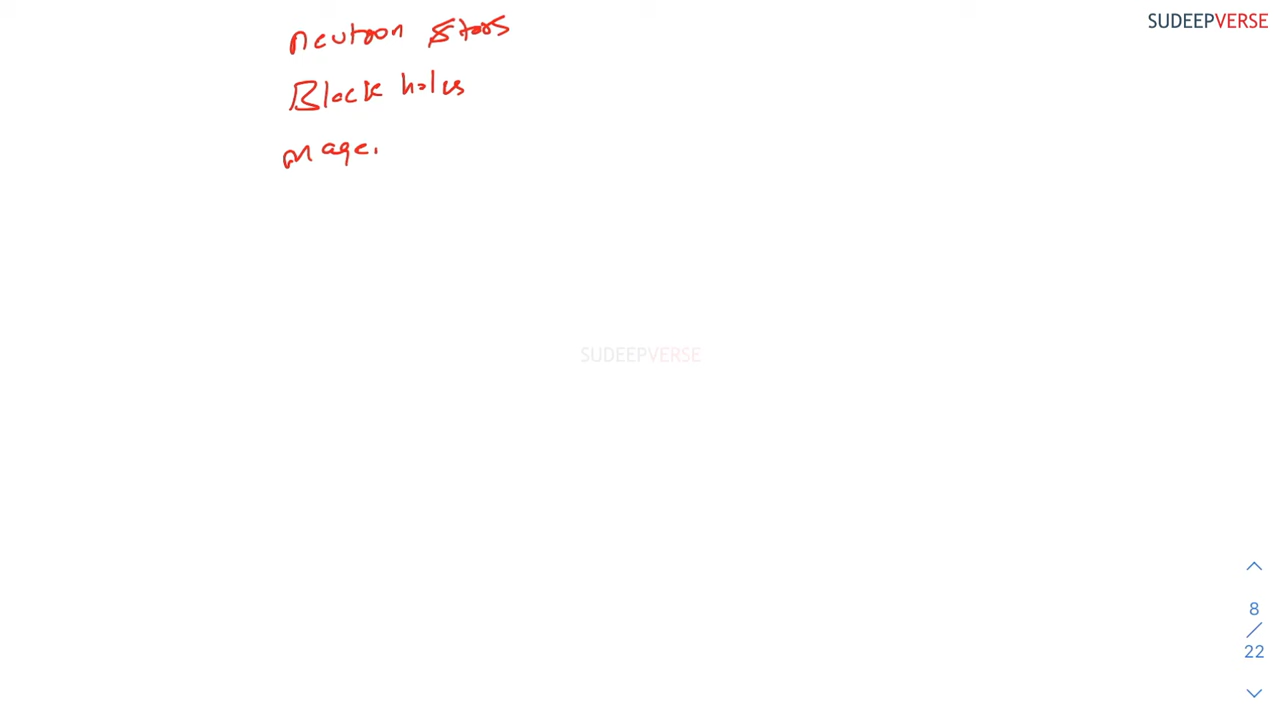 SUDEEPVERSE
neutron stars
Black holes
mage.
SUDEEPVERSE
8
/
22